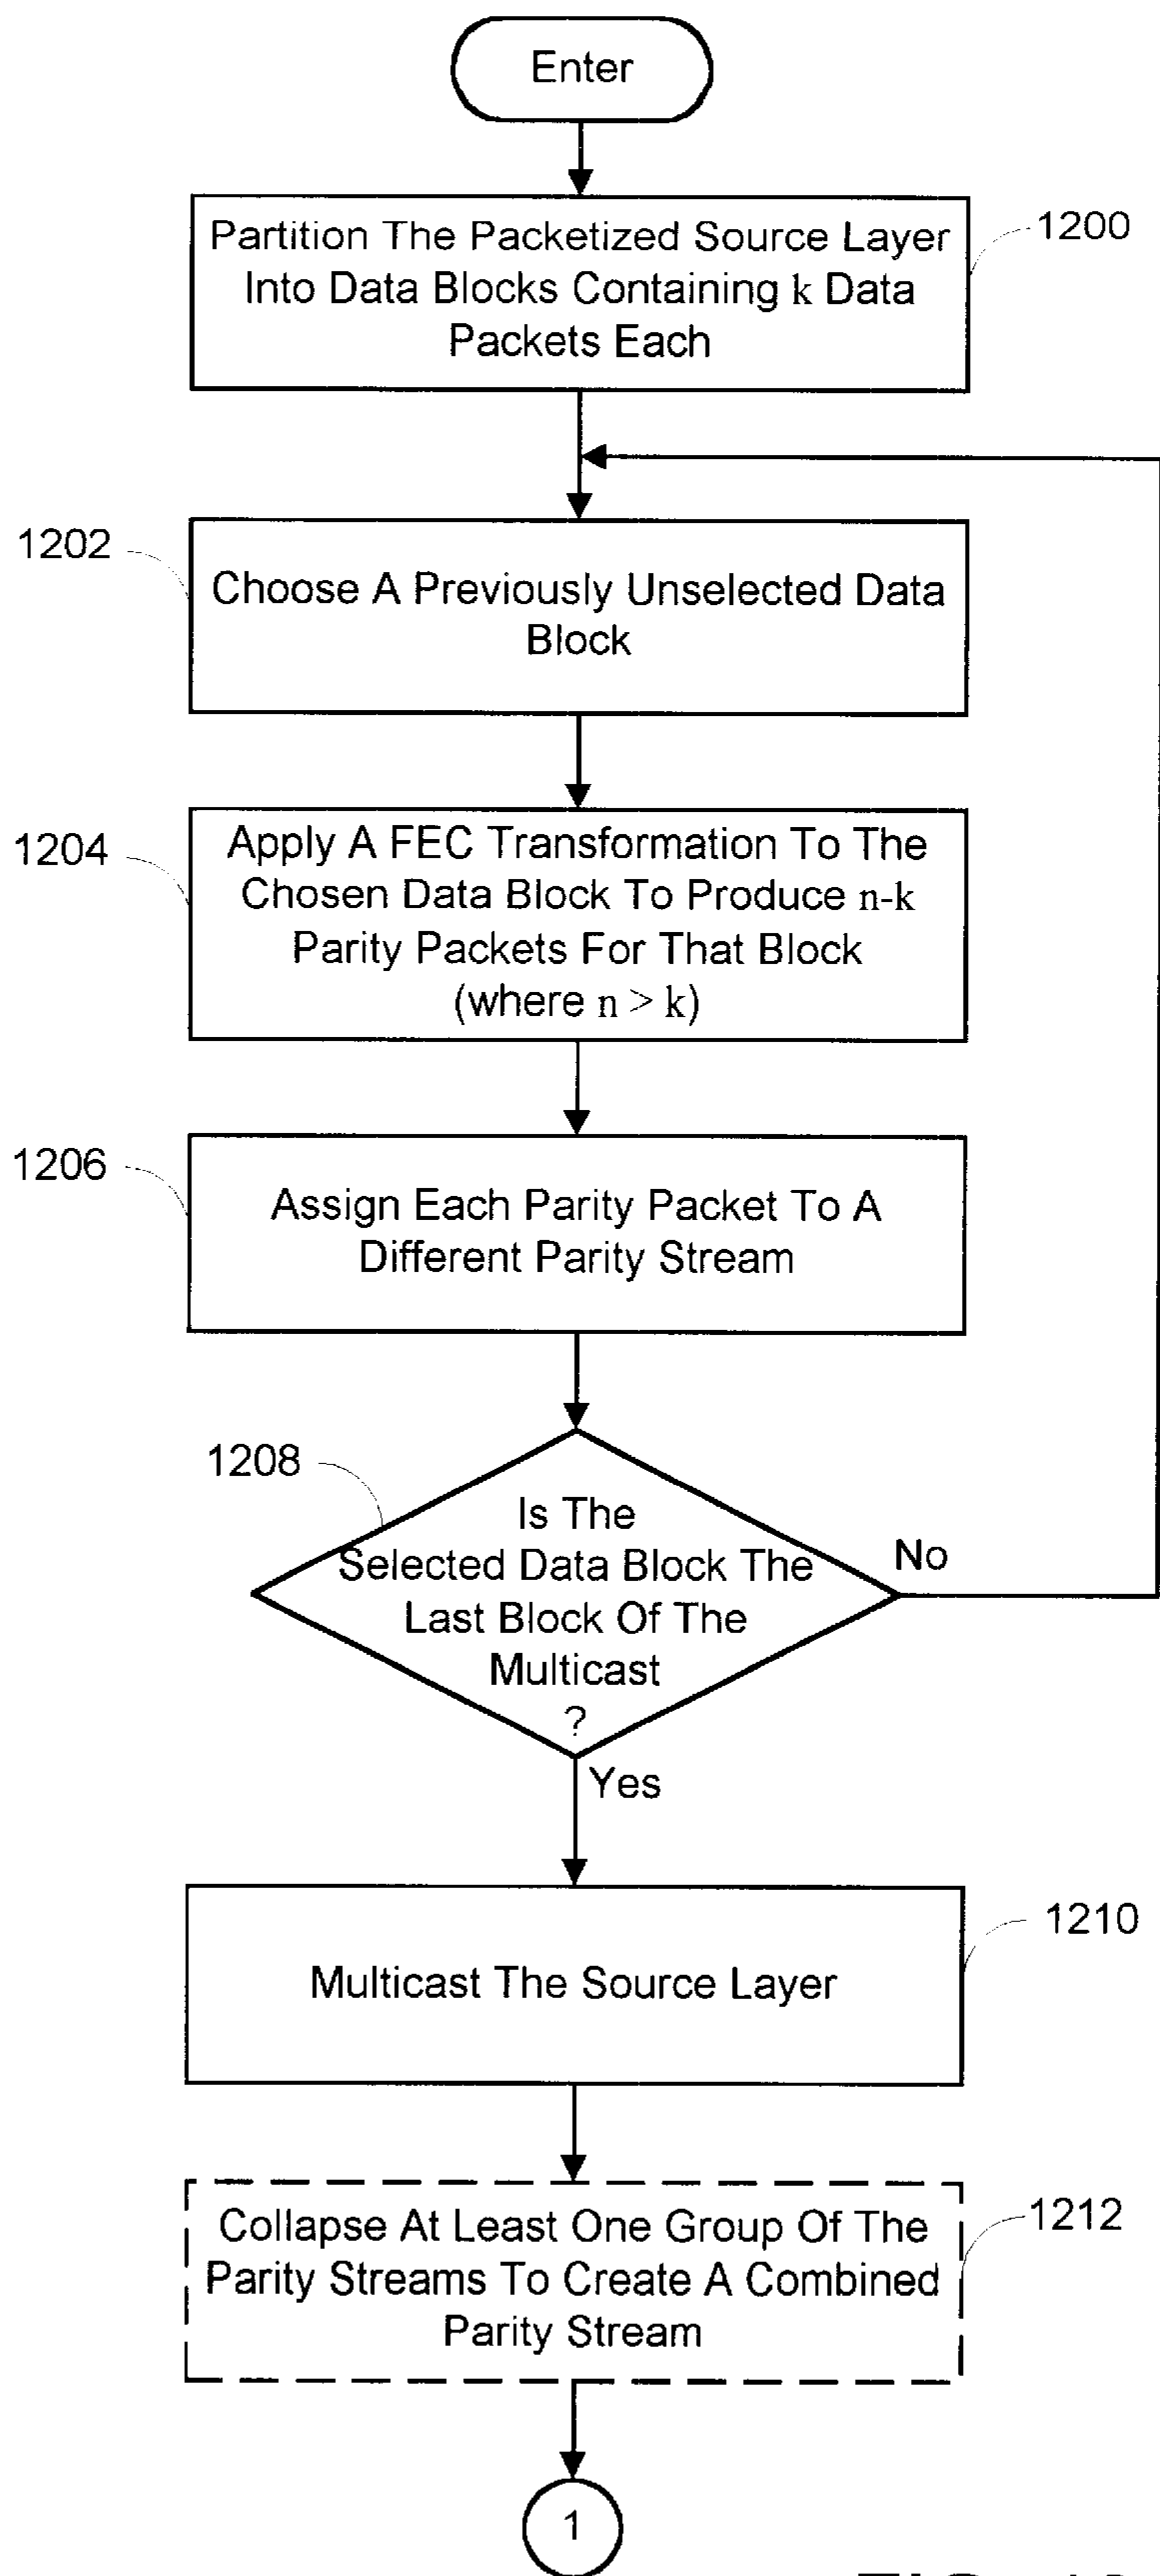 Enter
Partition The Packetized Source Layer
Into Data Blocks Containing k Data
Packets Each
1200
1202
Choose A Previously Unselected Data
Block
1204
Apply A FEC Transformation To The
Chosen Data Block To Produce n-k
Parity Packets For That Block
(where n > k)
1206
Assign Each Parity Packet To A
Different Parity Stream
1208
Is The
Selected Data Block The
Last Block Of The
Multicast
?
No
Yes
Multicast The Source Layer
1210
Collapse At Least One Group Of The
Parity Streams To Create A Combined
Parity Stream
1212
1